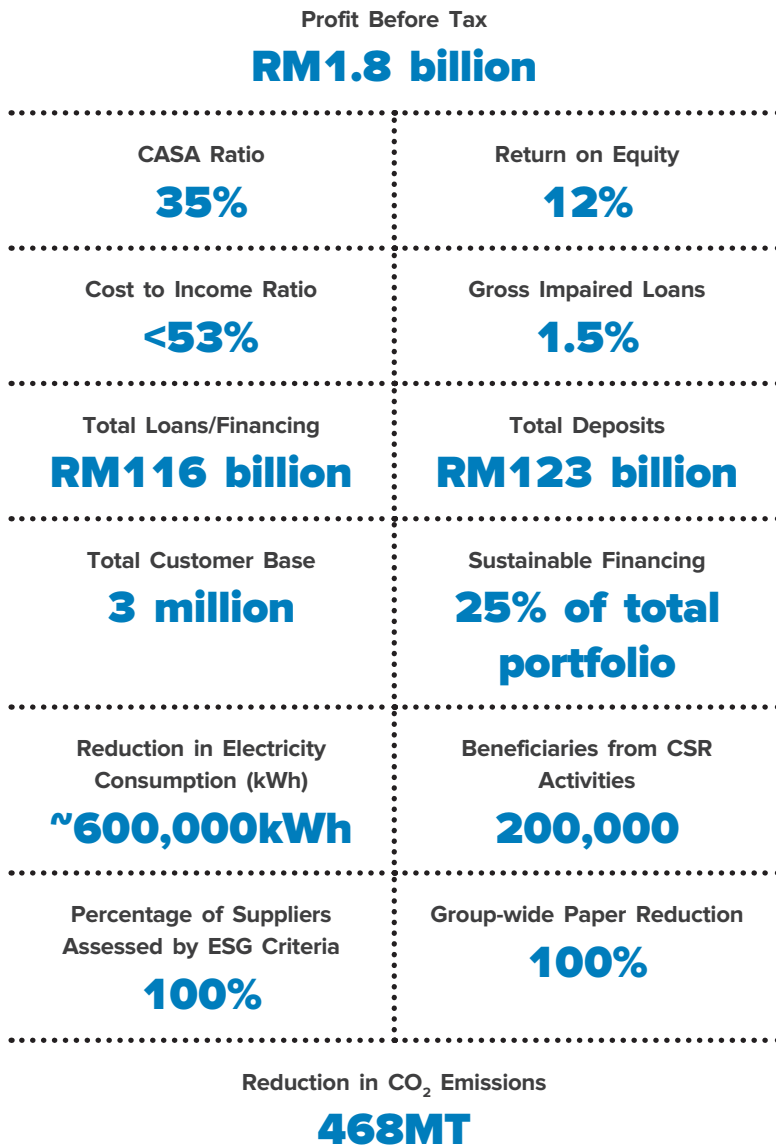 Profit Before Tax
RM1.8 billion
CASA Ratio
35%
Return on Equity
12%
Cost to Income Ratio
<53%
Gross Impaired Loans
1.5%
Total Loans/Financing
RM116 billion
Total Deposits
RM123 billion
Total Customer Base
3 million
Sustainable Financing
25% of total
portfolio
Reduction in Electricity
Consumption (kWh)
~600,000kWh
Beneficiaries from CSR
Activities
200,000
Percentage of Suppliers
Assessed by ESG Criteria
100%
Group-wide Paper Reduction
100%
Reduction in CO₂ Emissions
468MT